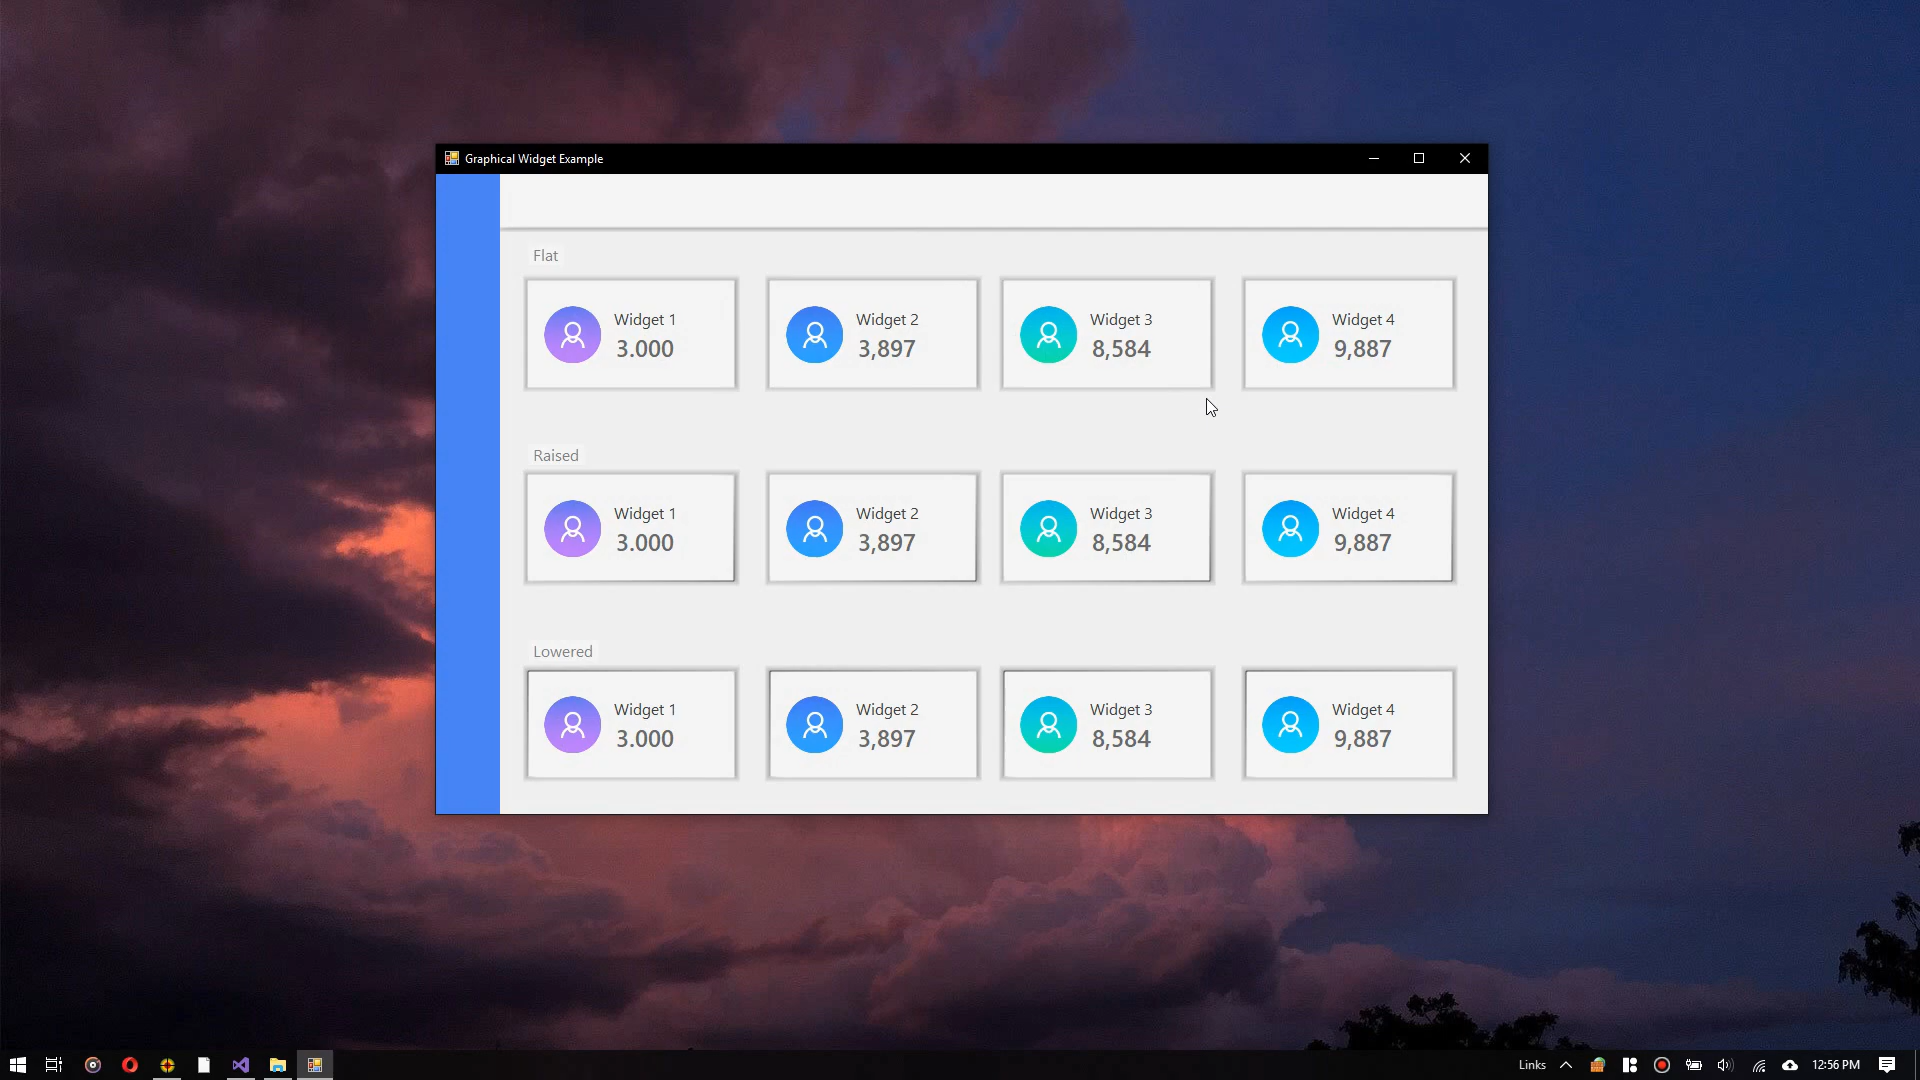 Graphical Widget Example
Flat
Widget 1
3.000
Widget 2
3,897
Widget 3
8,584
Widget 4
9,887
Raised
Widget 1
3.000
Widget 2
3,897
Widget 3
8,584
Widget 4
9,887
Lowered
Widget 1
3.000
Widget 2
3,897
Widget 3
8,584
Widget 4
9,887
Links
12:56 PM